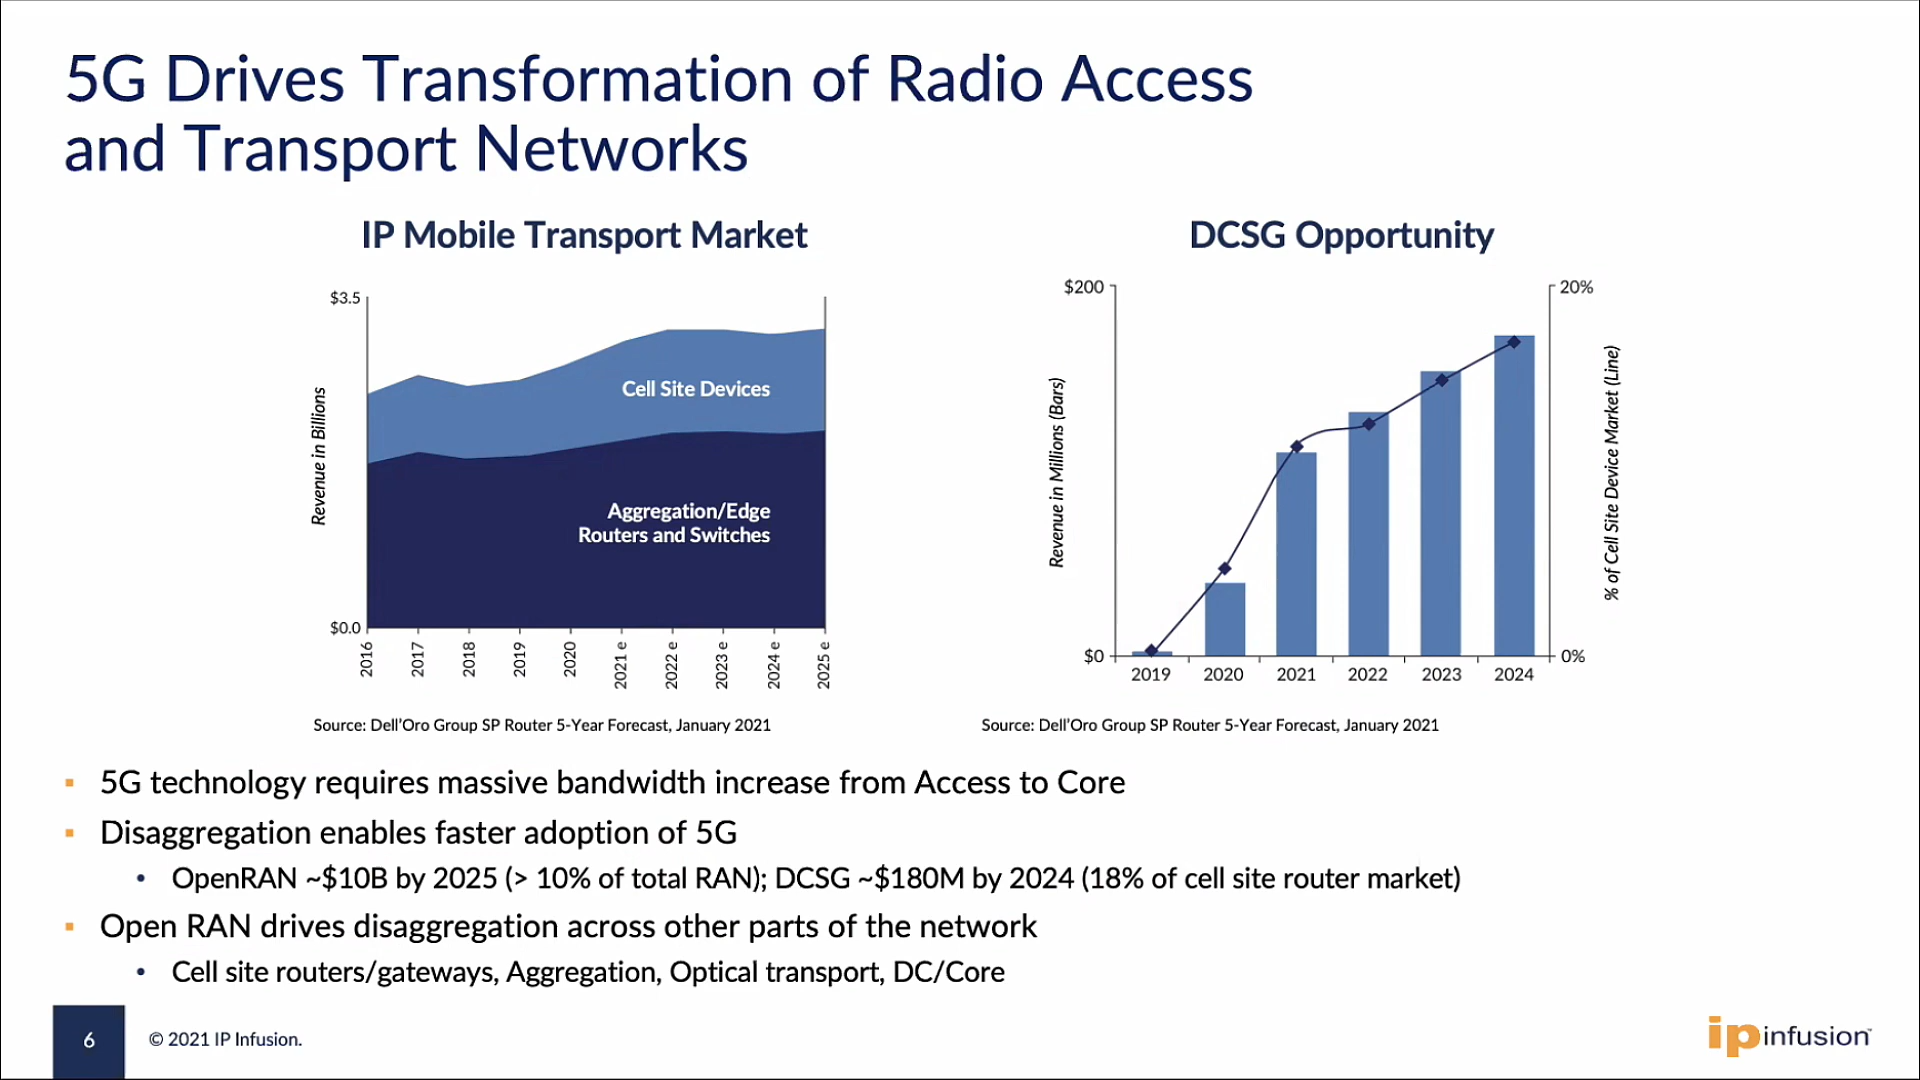 5G Drives Transformation of Radio Access
and Transport Networks
IP Mobile Transport Market
$3.5
Revenue in Billions
Cell Site Devices
Aggregation/Edge
Routers and Switches
$0.0
2016
2017
2018
2019
2020
2021 e
2022 e
2023 e
2024 e
2025 e
Source: Dell'Oro Group SP Router 5-Year Forecast, January 2021
DCSG Opportunity
$200
20%
Revenue in Millions (Bars)
% of Cell Site Device Market (Line)
$0
0%
2019 2020 2021 2022 2023 2024
Source: Dell'Oro Group SP Router 5-Year Forecast, January 2021
▪ 5G technology requires massive bandwidth increase from Access to Core
▪ Disaggregation enables faster adoption of 5G
• OpenRAN ~$10B by 2025 (> 10% of total RAN); DCSG ~$180M by 2024 (18% of cell site router market)
▪ Open RAN drives disaggregation across other parts of the network
• Cell site routers/gateways, Aggregation, Optical transport, DC/Core
6
© 2021 IP Infusion.
ipinfusion™